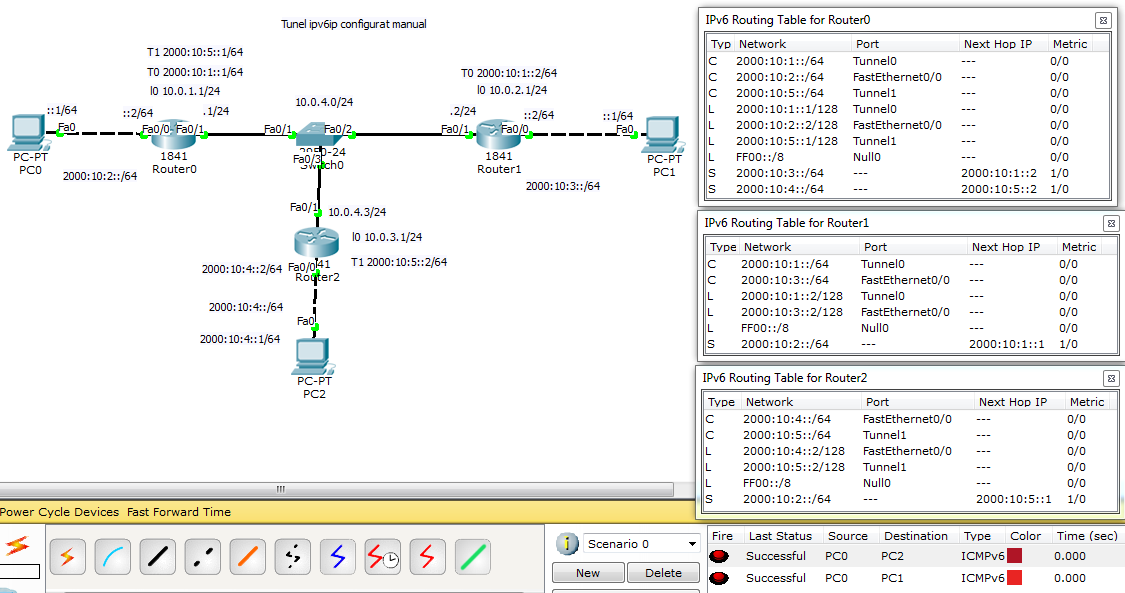 Tunel ipv6ip configurat manual
T1 2000:10:5::1/64
T0 2000:10:1::1/64
l0 10.0.1.1/24
T0 2000:10:1::2/64
l0 10.0.2.1/24
10.0.4.0/24
::1/64
::2/64
.1/24
.2/24
::2/64
::1/64
Fa0
Fa0/0
Fa0/1
Fa0/1
Fa0/2
Fa0/1
Fa0/0
Fa0
PC-PT
PC0
1841
Router0
Fa0/3
1841
Router1
PC-PT
PC1
2000:10:2::/64
2000:10:3::/64
Fa0/1
10.0.4.3/24
l0 10.0.3.1/24
T1 2000:10:5::2/64
2000:10:4::2/64
Fa0/0
Router2
2000:10:4::/64
Fa0
2000:10:4::1/64
PC-PT
PC2
IPv6 Routing Table for Router0
Typ Network Port Next Hop IP Metric
C 2000:10:1::/64 Tunnel0 --- 0/0
C 2000:10:2::/64 FastEthernet0/0 --- 0/0
C 2000:10:5::/64 Tunnel1 --- 0/0
L 2000:10:1::1/128 Tunnel0 --- 0/0
L 2000:10:2::2/128 FastEthernet0/0 --- 0/0
L 2000:10:5::1/128 Tunnel1 --- 0/0
L FF00::/8 Null0 --- 0/0
S 2000:10:3::/64 --- 2000:10:1::2 1/0
S 2000:10:4::/64 --- 2000:10:5::2 1/0
IPv6 Routing Table for Router1
Type Network Port Next Hop IP Metric
C 2000:10:1::/64 Tunnel0 --- 0/0
C 2000:10:3::/64 FastEthernet0/0 --- 0/0
L 2000:10:1::2/128 Tunnel0 --- 0/0
L 2000:10:3::2/128 FastEthernet0/0 --- 0/0
L FF00::/8 Null0 --- 0/0
S 2000:10:2::/64 --- 2000:10:1::1 1/0
IPv6 Routing Table for Router2
Type Network Port Next Hop IP Metric
C 2000:10:4::/64 FastEthernet0/0 --- 0/0
C 2000:10:5::/64 Tunnel1 --- 0/0
L 2000:10:4::2/128 FastEthernet0/0 --- 0/0
L 2000:10:5::2/128 Tunnel1 --- 0/0
L FF00::/8 Null0 --- 0/0
S 2000:10:2::/64 --- 2000:10:5::1 1/0
Power Cycle Devices Fast Forward Time
Scenario 0
New Delete
Fire Last Status Source Destination Type Color Time (sec)
Successful PC0 PC2 ICMPv6 0.000
Successful PC0 PC1 ICMPv6 0.000